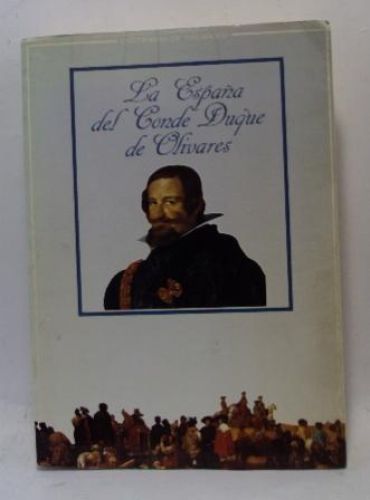 La España
del Conde Duque
de Olivares